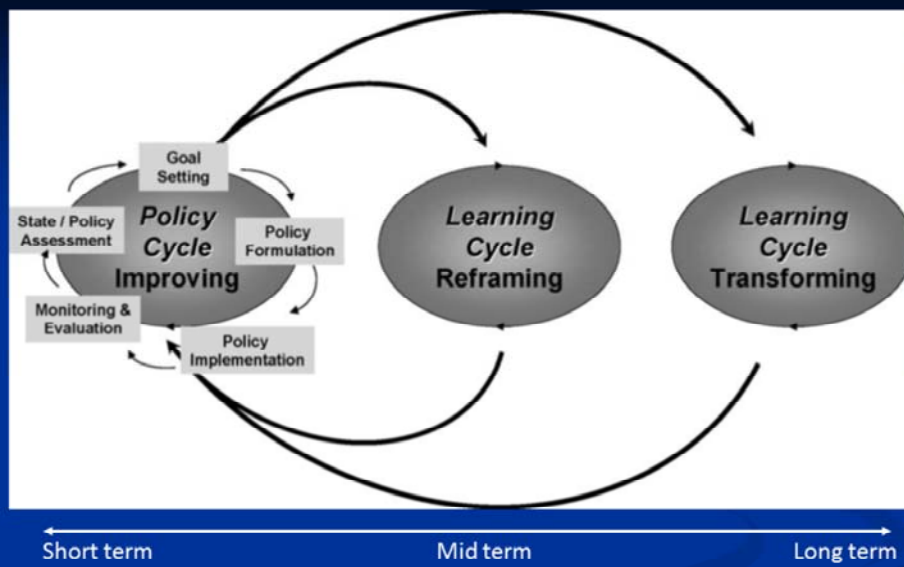 Goal
Setting
State / Policy
Assessment
Policy
Cycle
Improving
Policy
Formulation
Monitoring &
Evaluation
Policy
Implementation
Learning
Cycle
Reframing
Learning
Cycle
Transforming
Short term
Mid term
Long term